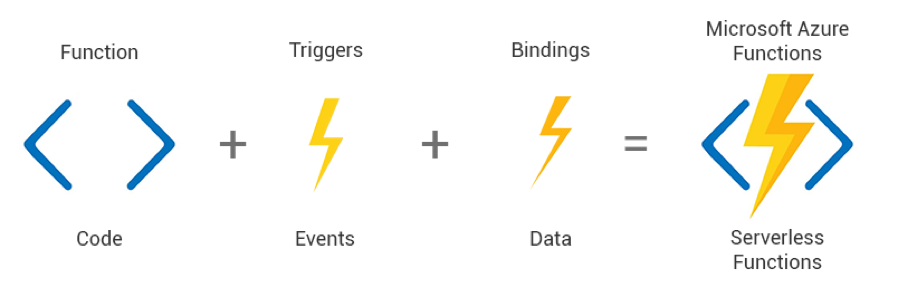 Function
Triggers
Bindings
Microsoft Azure
Functions
+
+
=
Code
Events
Data
Serverless
Functions